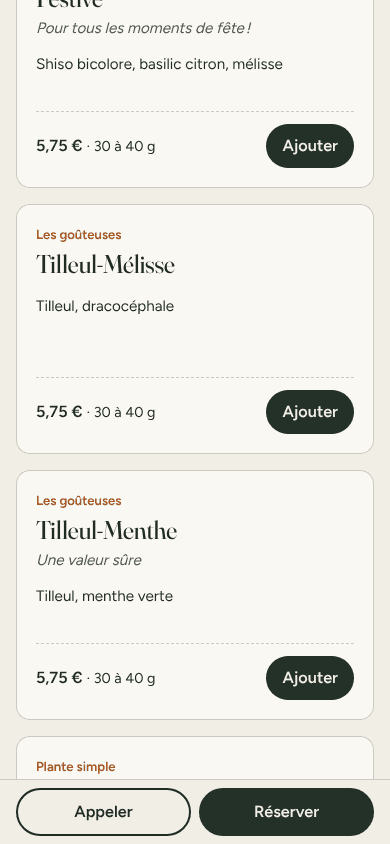 Festive
Pour tous les moments de fête !
Shiso bicolore, basilic citron, mélisse
5,75 € · 30 à 40 g
Ajouter
Les goûteuses
Tilleul-Mélisse
Tilleul, dracocéphale
5,75 € · 30 à 40 g
Ajouter
Les goûteuses
Tilleul-Menthe
Une valeur sûre
Tilleul, menthe verte
5,75 € · 30 à 40 g
Ajouter
Plante simple
Appeler
Réserver